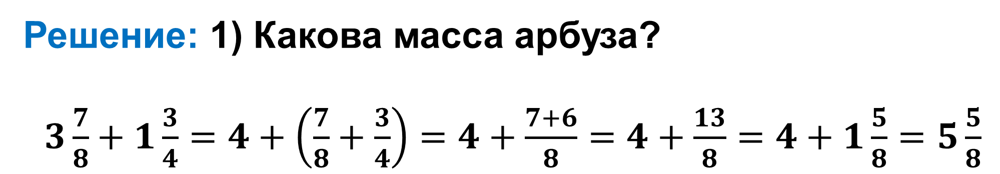 Решение: 1) Какова масса арбуза?
3 7/8 + 1 3/4 = 4 + (7/8 + 3/4) = 4 + 7+6/8 = 4 + 13/8 = 4 + 1 5/8 = 5 5/8